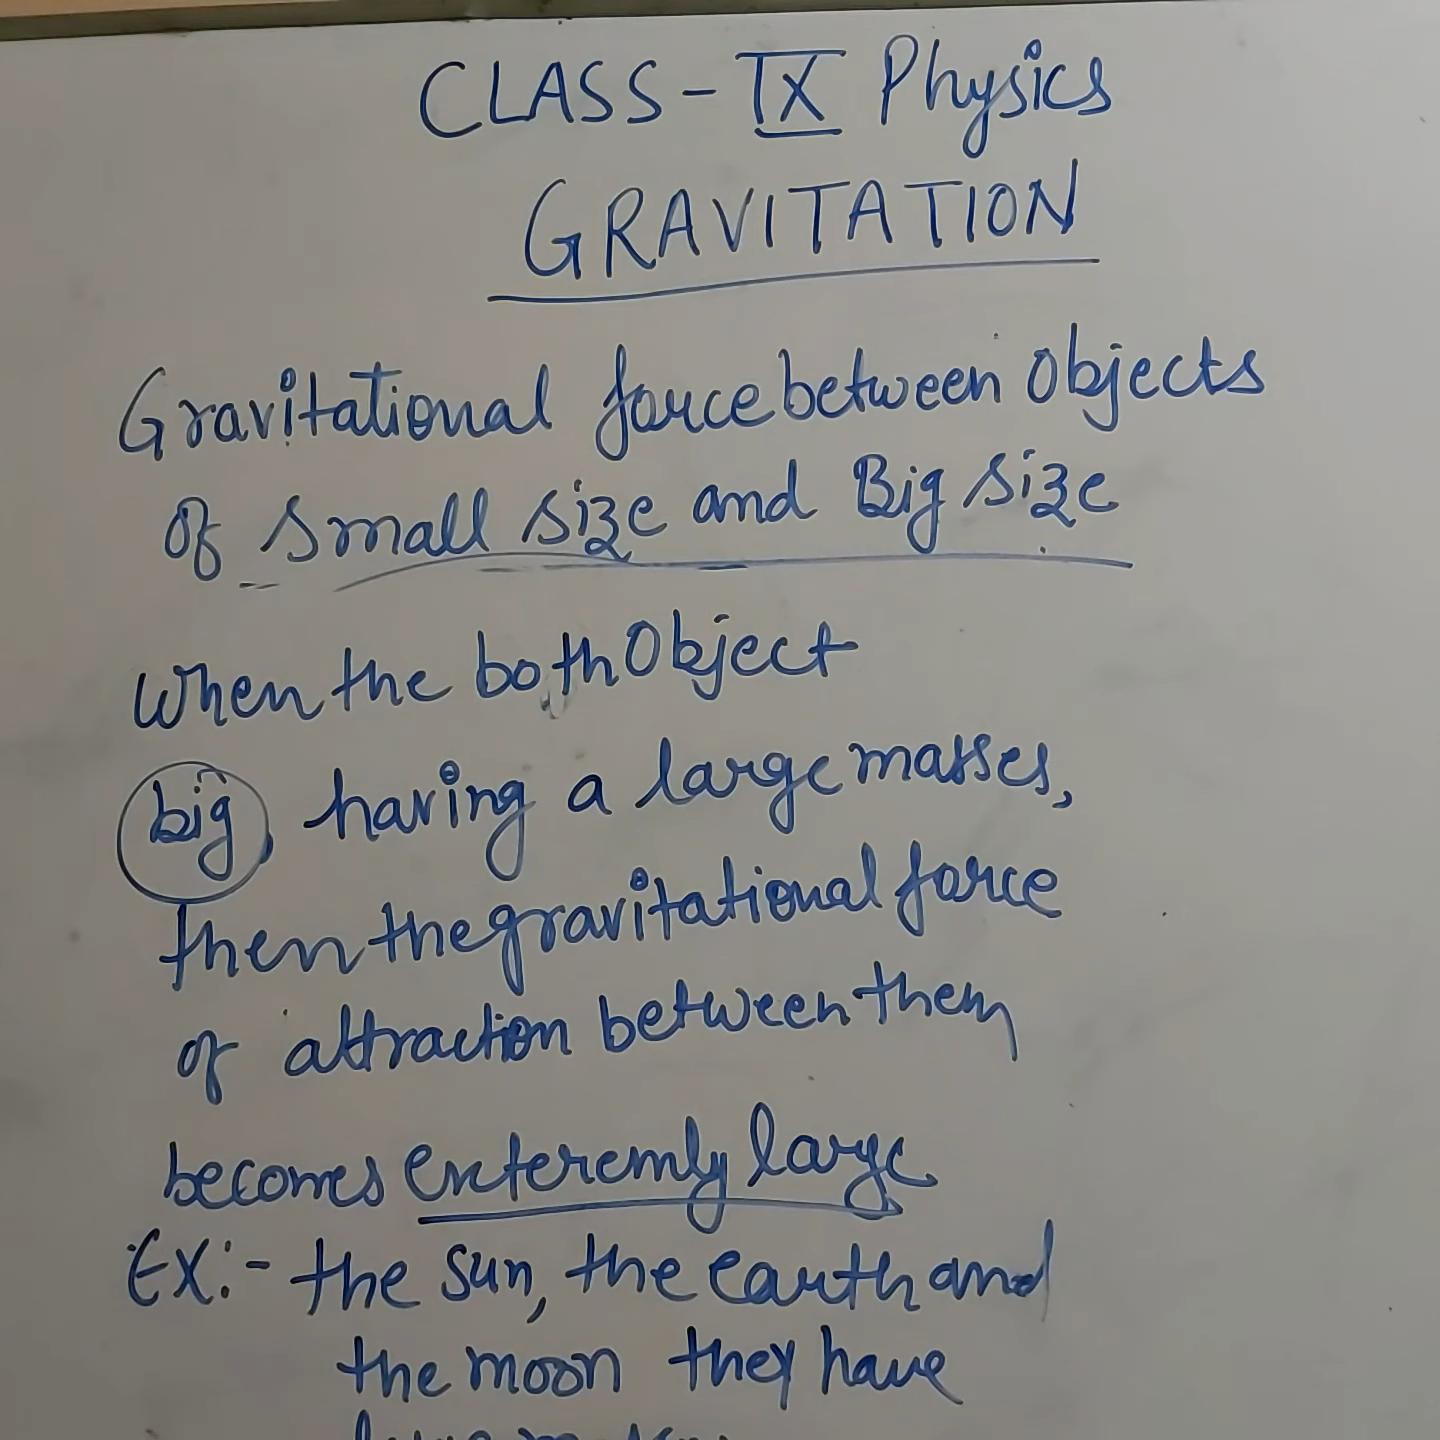 CLASS - IX Physics
GRAVITATION
Gravitational force between Objects
of small size and Big size
When the both Object
big, having a large masses,
then the gravitational force
of attraction between them
becomes exteremly large
EX:- the sun, the earth and
the moon they have